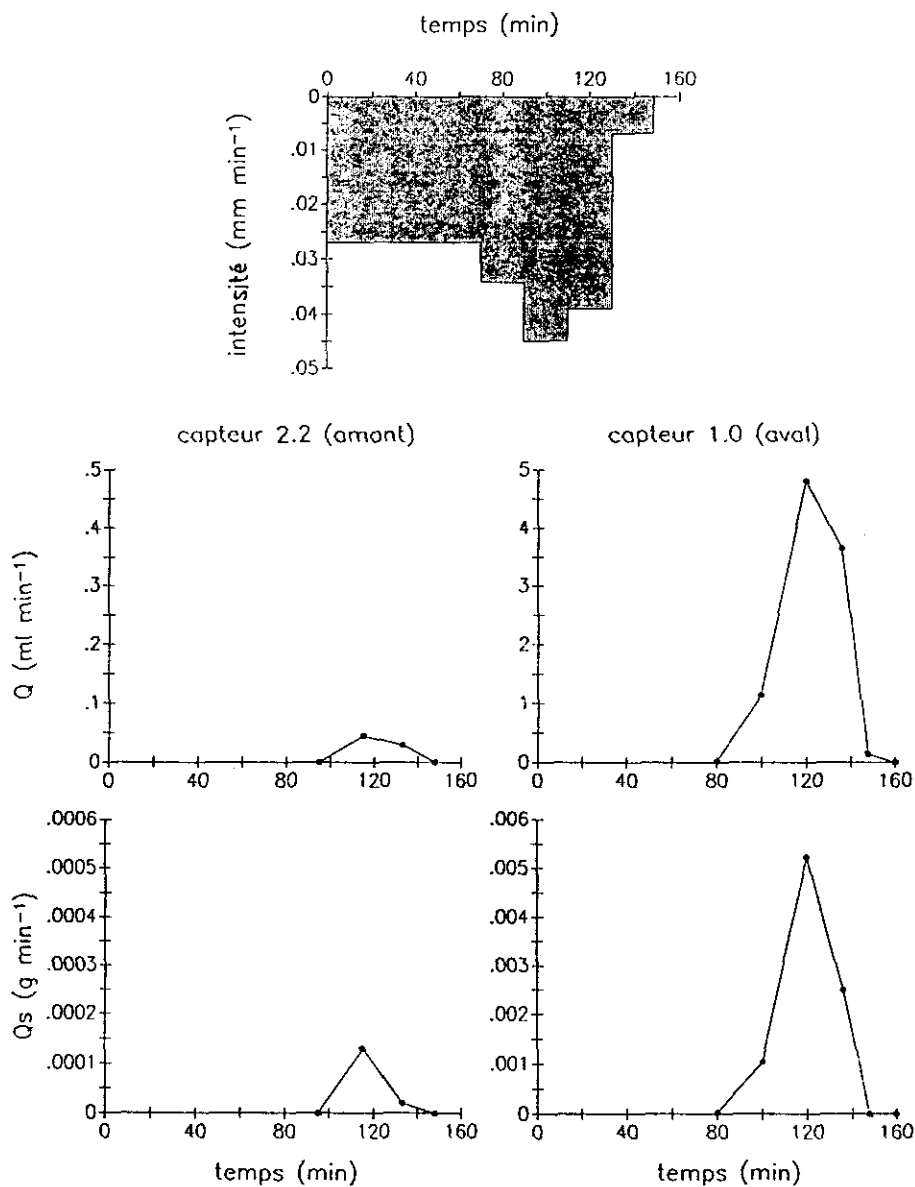 temps (min)
0 40 80 120 160
0
.01
.02
.03
.04
.05
intensité (mm min⁻¹)
capteur 2.2 (amont)
.5
.4
.3
.2
.1
0
Q (ml min⁻¹)
0 40 80 120 160
capteur 1.0 (aval)
5
4
3
2
1
0
0 40 80 120 160
.0006
.0005
.0004
.0003
.0002
.0001
0
Qs (g min⁻¹)
0 40 80 120 160
temps (min)
.006
.005
.004
.003
.002
.001
0
0 40 80 120 160
temps (min)